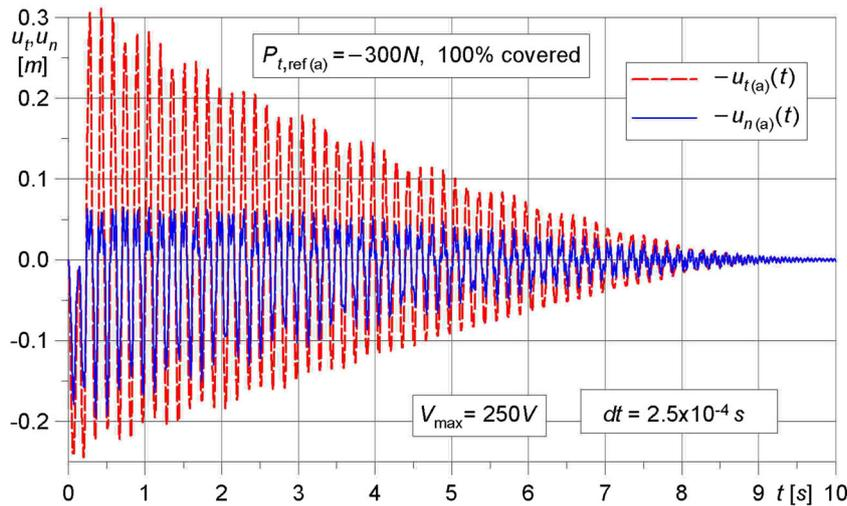 0.3
u_t,u_n
[m]
0.2
0.1
0.0
-0.1
-0.2
P_t,ref(a) =−300N, 100% covered
−u_t(a)(t)
−u_n(a)(t)
V_max= 250V
dt = 2.5x10^-4 s
0 1 2 3 4 5 6 7 8 9 t [s] 10